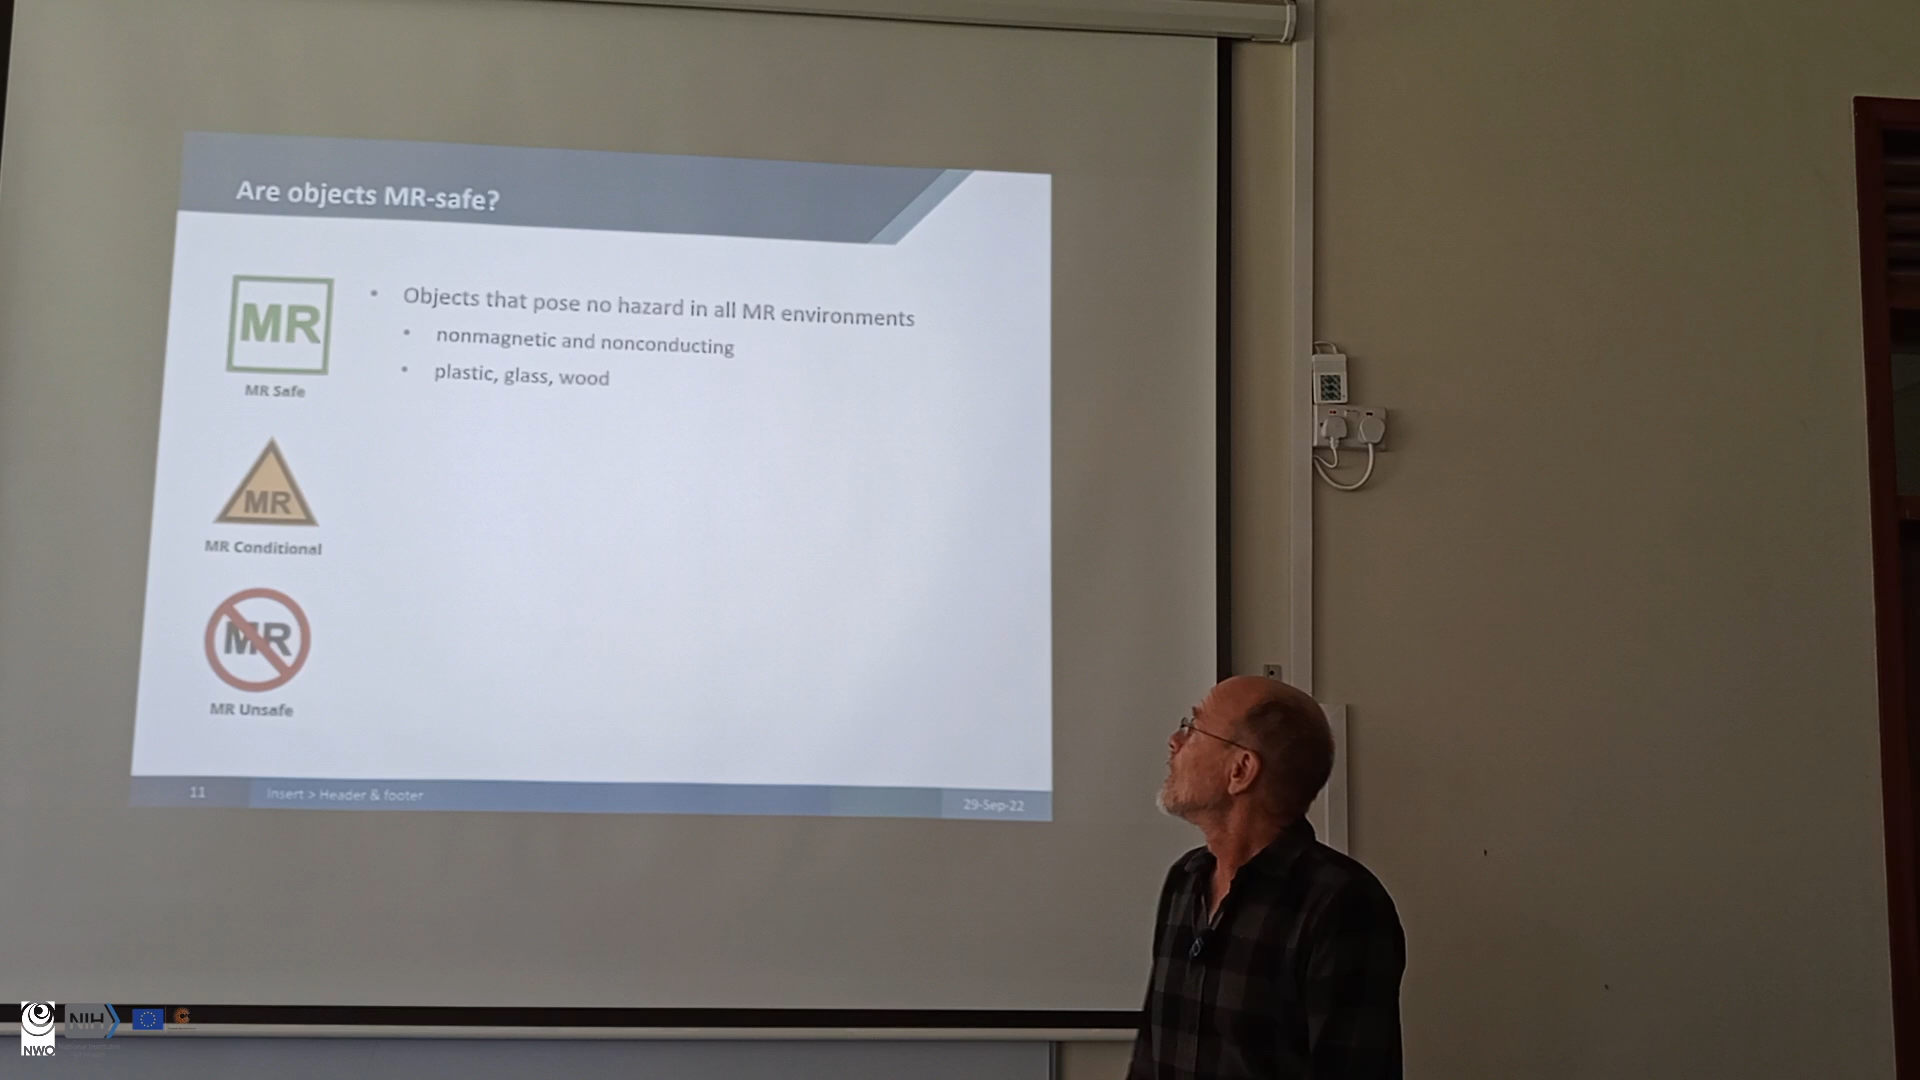 Are objects MR-safe?
MR
MR Safe
• Objects that pose no hazard in all MR environments
• nonmagnetic and nonconducting
• plastic, glass, wood
MR
MR Conditional
MR
MR Unsafe
11
Insert > Header & footer
29-Sep-22
NWO
NIH